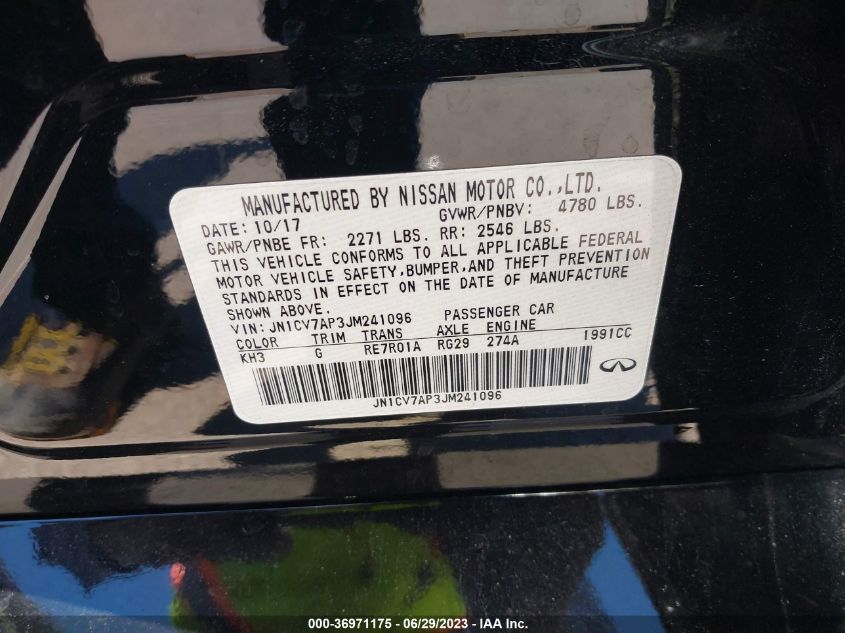 MANUFACTURED BY NISSAN MOTOR CO.,LTD.
DATE: 10/17 GVWR/PNBV: 4780 LBS.
GAWR/PNBE FR: 2271 LBS. RR: 2546 LBS.
THIS VEHICLE CONFORMS TO ALL APPLICABLE FEDERAL
MOTOR VEHICLE SAFETY,BUMPER,AND THEFT PREVENTION
STANDARDS IN EFFECT ON THE DATE OF MANUFACTURE
SHOWN ABOVE.
VIN: JN1CV7AP3JM241096 PASSENGER CAR
COLOR TRIM TRANS AXLE ENGINE
KH3 G RE7R01A RG29 274A 1991CC
JN1CV7AP3JM241096
000-36971175 - 06/29/2023 - IAA Inc.